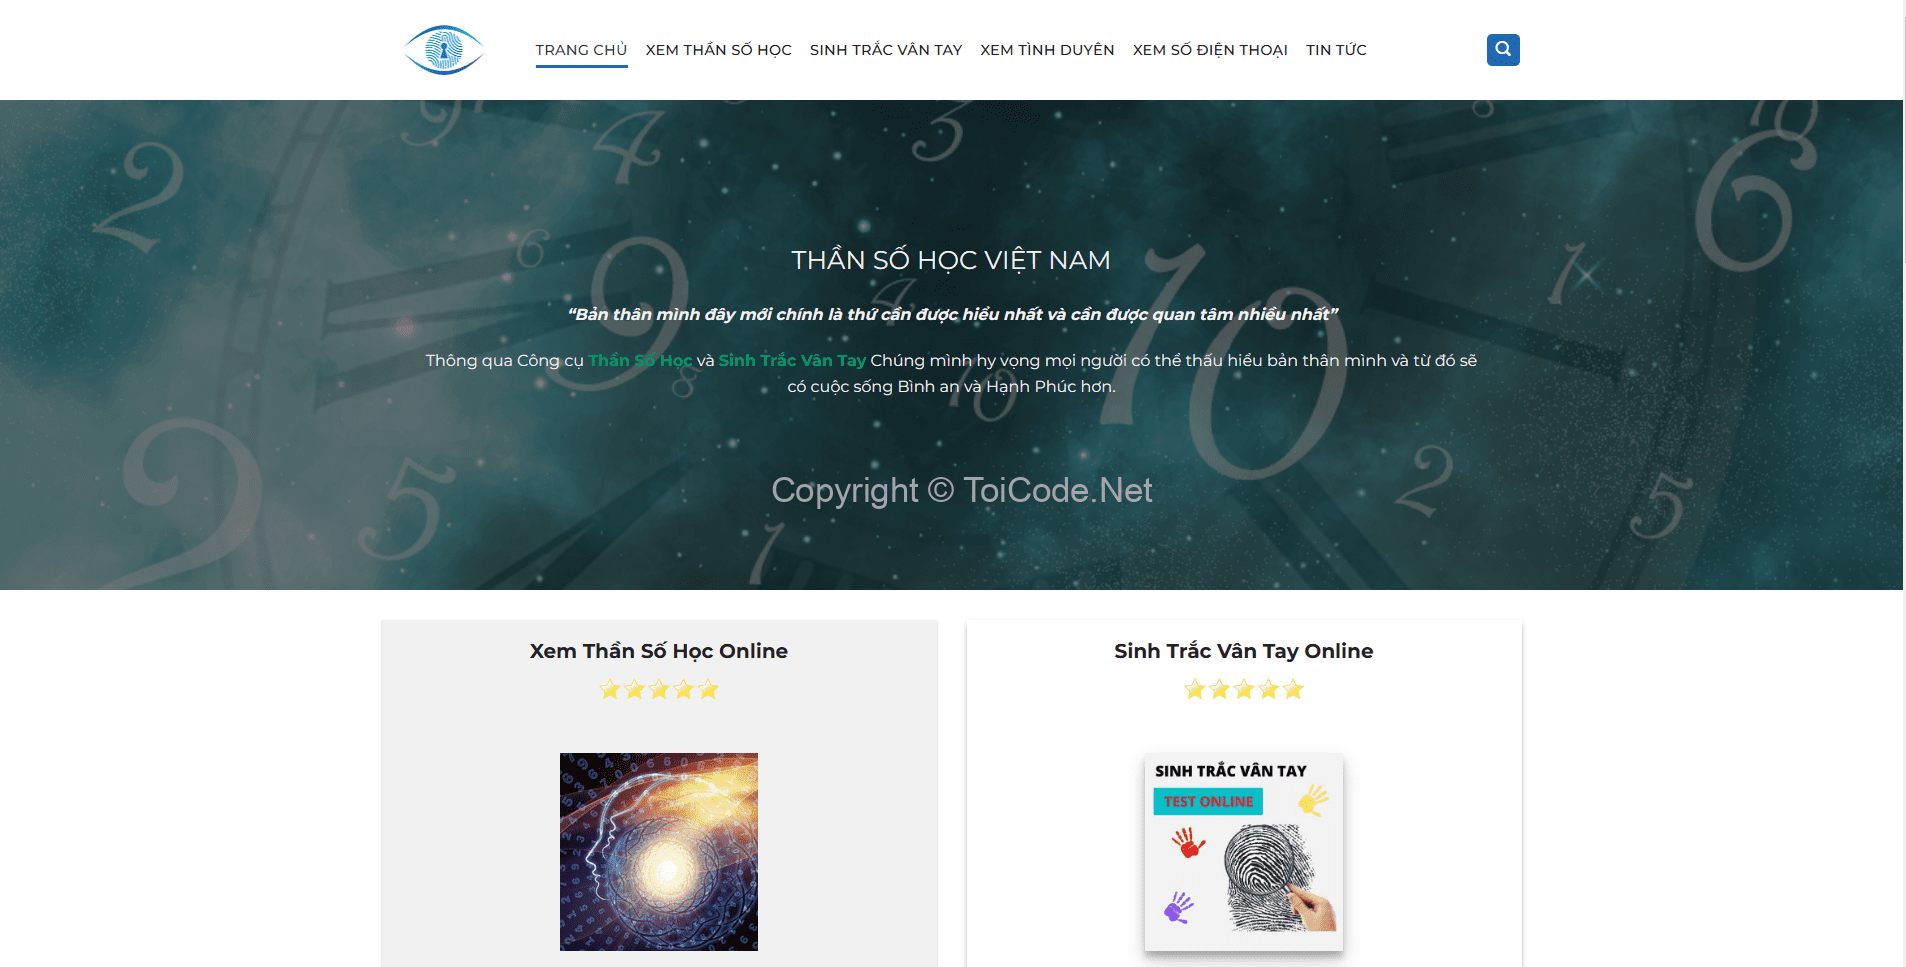 TRANG CHỦ
XEM THẦN SỐ HỌC
SINH TRẮC VÂN TAY
XEM TÌNH DUYÊN
XEM SỐ ĐIỆN THOẠI
TIN TỨC
THẦN SỐ HỌC VIỆT NAM
“Bản thân mình đây mới chính là thứ cần được hiểu nhất và cần được quan tâm nhiều nhất”
Thông qua Công cụ Thần Số Học và Sinh Trắc Vân Tay Chúng mình hy vọng mọi người có thể thấu hiểu bản thân mình và từ đó sẽ
có cuộc sống Bình an và Hạnh Phúc hơn.
Copyright © ToiCode.Net
Xem Thần Số Học Online
Sinh Trắc Vân Tay Online
SINH TRẮC VÂN TAY
TEST ONLINE